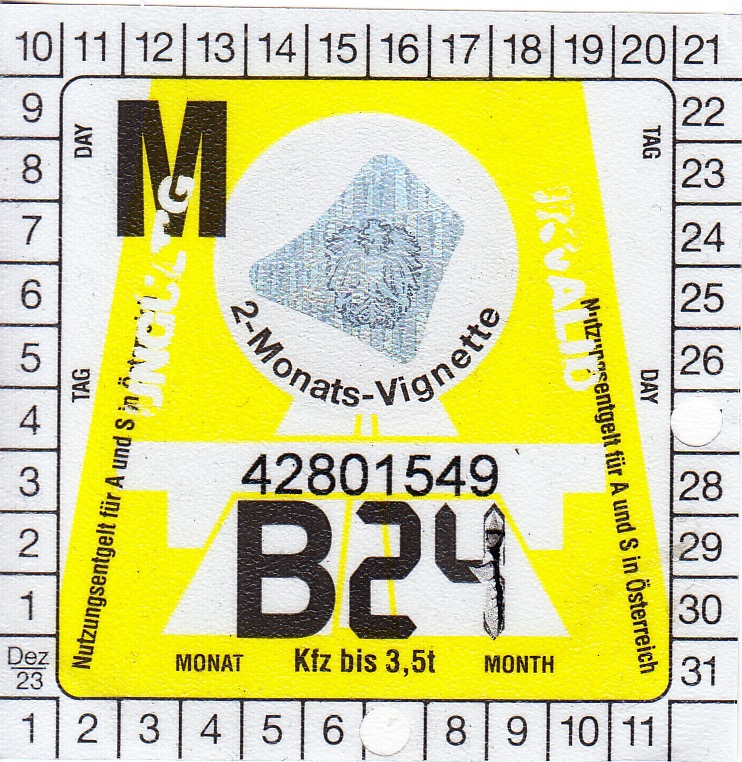 10 11 12 13 14 15 16 17 18 19 20 21
9 22
DAY M TAG
8 23
7 24
UNGÜLTIG INVALID
6 25
2-Monats-Vignette
5 26
TAG DAY
4
Nutzungsentgelt für A und S in Österreich
Nutzungsentgelt für A und S in Österreich
3 42801549 28
2 B24 29
1 30
MONAT Kfz bis 3,5t MONTH
Dez 23 31
1 2 3 4 5 6 8 9 10 11